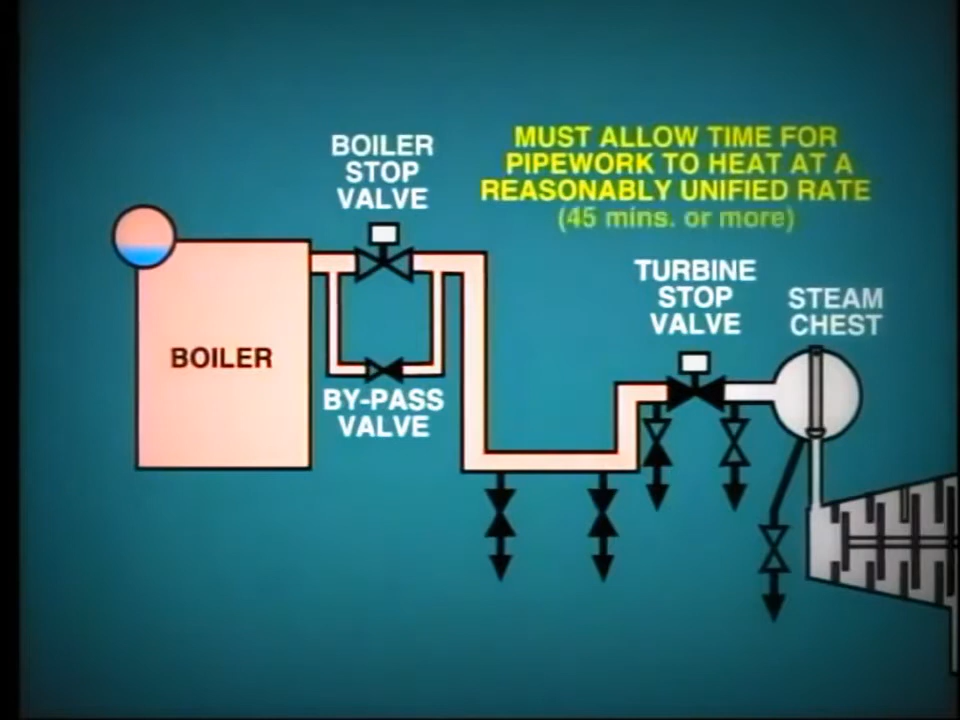 BOILER
STOP
VALVE
MUST ALLOW TIME FOR
PIPEWORK TO HEAT AT A
REASONABLY UNIFIED RATE
(45 mins. or more)
TURBINE
STOP
VALVE
STEAM
CHEST
BOILER
BY-PASS
VALVE